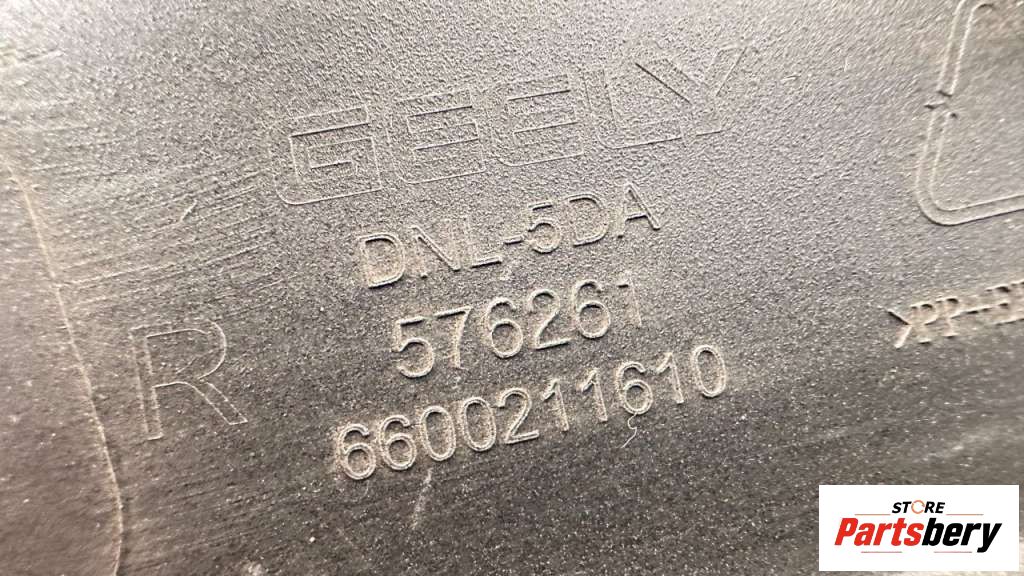 GEELY
DNL-5DA
576261
R
6600211610
STORE
Partsbery